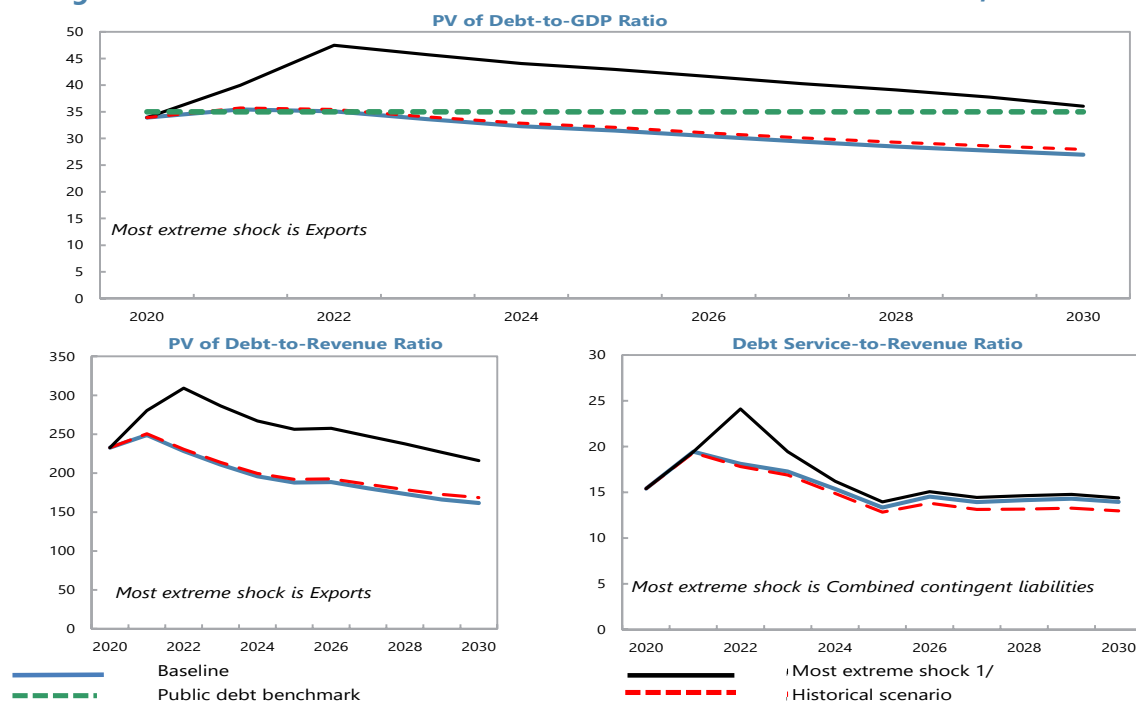 PV of Debt-to-GDP Ratio
50
45
40
35
30
25
20
15
10
5
0
Most extreme shock is Exports
2020 2022 2024 2026 2028 2030
PV of Debt-to-Revenue Ratio
350
300
250
200
150
100
50
0
Most extreme shock is Exports
2020 2022 2024 2026 2028 2030
Debt Service-to-Revenue Ratio
30
25
20
15
10
5
0
Most extreme shock is Combined contingent liabilities
2020 2022 2024 2026 2028 2030
Baseline
Public debt benchmark
Most extreme shock 1/
Historical scenario